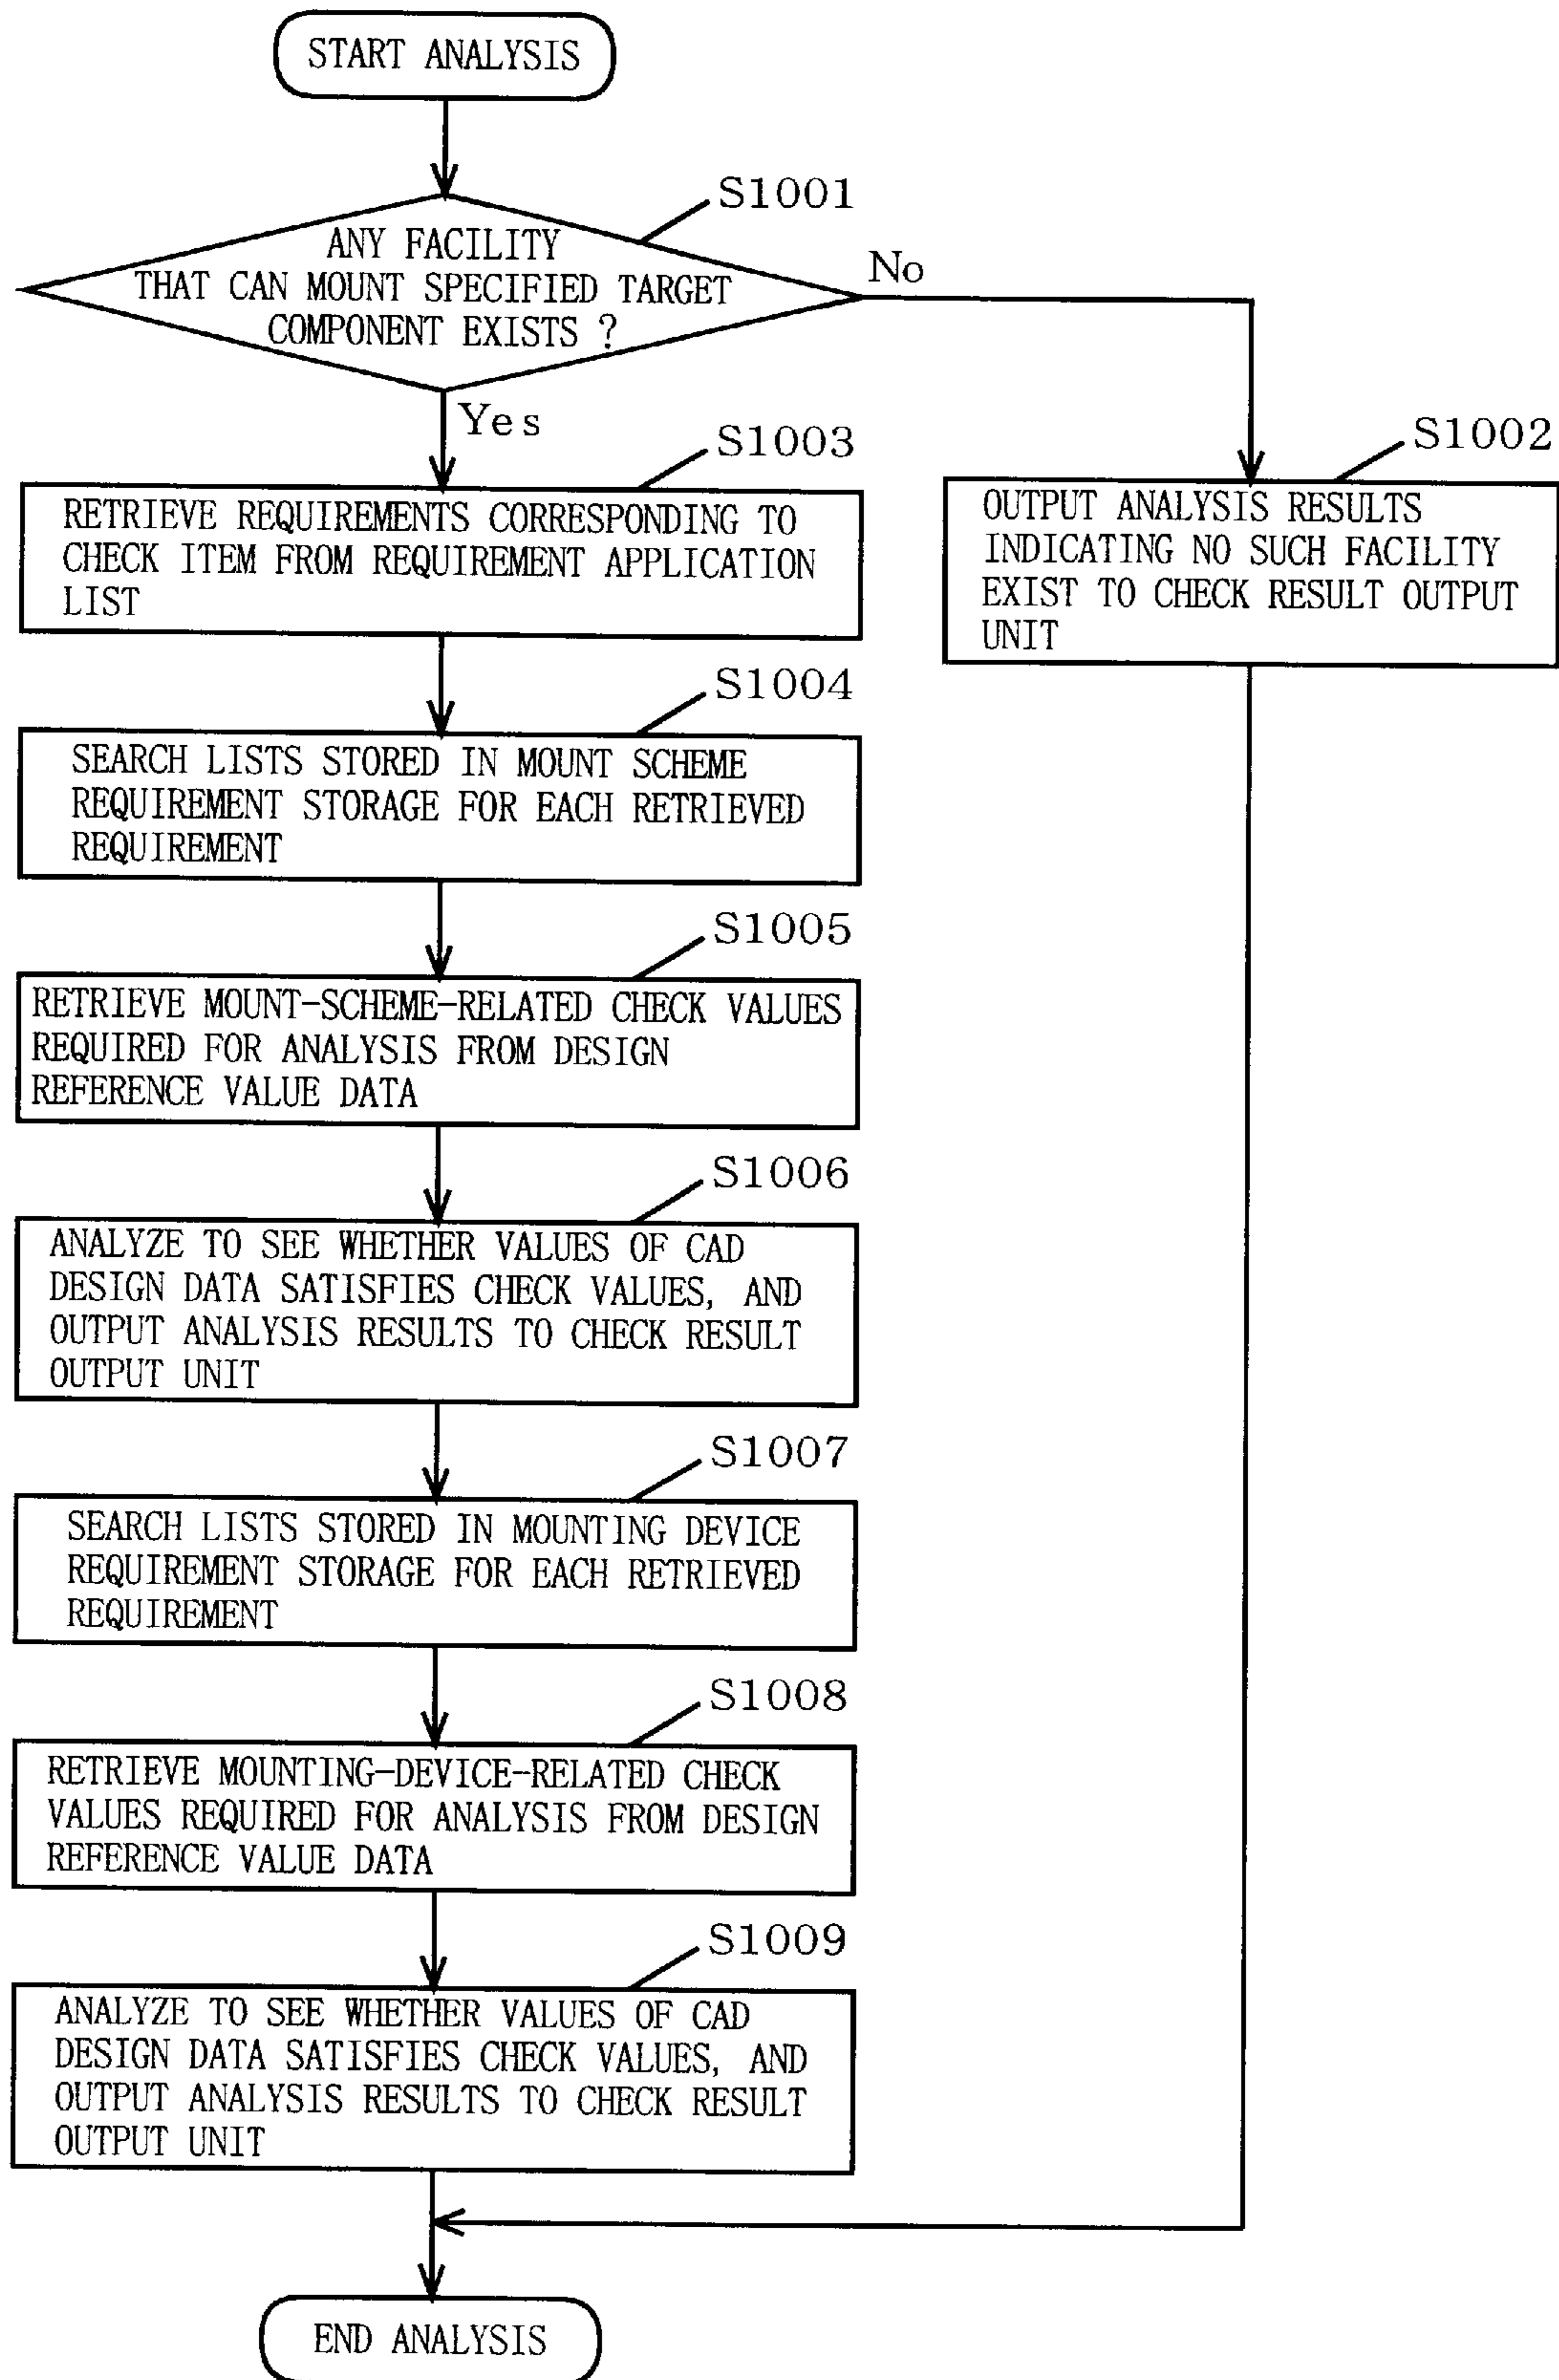 START ANALYSIS
S1001
ANY FACILITY
THAT CAN MOUNT SPECIFIED TARGET
COMPONENT EXISTS ?
No
Yes
S1003
RETRIEVE REQUIREMENTS CORRESPONDING TO
CHECK ITEM FROM REQUIREMENT APPLICATION
LIST
S1002
OUTPUT ANALYSIS RESULTS
INDICATING NO SUCH FACILITY
EXIST TO CHECK RESULT OUTPUT
UNIT
S1004
SEARCH LISTS STORED IN MOUNT SCHEME
REQUIREMENT STORAGE FOR EACH RETRIEVED
REQUIREMENT
S1005
RETRIEVE MOUNT-SCHEME-RELATED CHECK VALUES
REQUIRED FOR ANALYSIS FROM DESIGN
REFERENCE VALUE DATA
S1006
ANALYZE TO SEE WHETHER VALUES OF CAD
DESIGN DATA SATISFIES CHECK VALUES, AND
OUTPUT ANALYSIS RESULTS TO CHECK RESULT
OUTPUT UNIT
S1007
SEARCH LISTS STORED IN MOUNTING DEVICE
REQUIREMENT STORAGE FOR EACH RETRIEVED
REQUIREMENT
S1008
RETRIEVE MOUNTING-DEVICE-RELATED CHECK
VALUES REQUIRED FOR ANALYSIS FROM DESIGN
REFERENCE VALUE DATA
S1009
ANALYZE TO SEE WHETHER VALUES OF CAD
DESIGN DATA SATISFIES CHECK VALUES, AND
OUTPUT ANALYSIS RESULTS TO CHECK RESULT
OUTPUT UNIT
END ANALYSIS